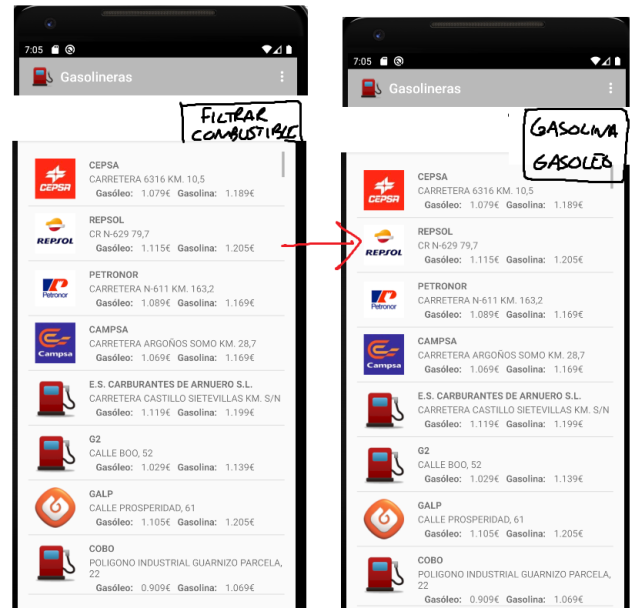 7:05
Gasolineras
FILTRAR
COMBUSTIBLE
CEPSA
CEPSA
CARRETERA 6316 KM. 10,5
Gasóleo: 1.079€ Gasolina: 1.189€
REPSOL
REPSOL
CR N-629 79,7
Gasóleo: 1.115€ Gasolina: 1.205€
Petronor
PETRONOR
CARRETERA N-611 KM. 163,2
Gasóleo: 1.089€ Gasolina: 1.169€
Campsa
CAMPSA
CARRETERA ARGOÑOS SOMO KM. 28,7
Gasóleo: 1.069€ Gasolina: 1.169€
E.S. CARBURANTES DE ARNUERO S.L.
CARRETERA CASTILLO SIETEVILLAS KM. S/N
Gasóleo: 1.119€ Gasolina: 1.199€
G2
CALLE BOO, 52
Gasóleo: 1.029€ Gasolina: 1.139€
GALP
CALLE PROSPERIDAD, 61
Gasóleo: 1.105€ Gasolina: 1.205€
COBO
POLIGONO INDUSTRIAL GUARNIZO PARCELA,
22
Gasóleo: 0.909€ Gasolina: 1.069€
7:05
Gasolineras
GASOLINA
GASOLEO
CEPSA
CEPSA
CARRETERA 6316 KM. 10,5
Gasóleo: 1.079€ Gasolina: 1.189€
REPSOL
REPSOL
CR N-629 79,7
Gasóleo: 1.115€ Gasolina: 1.205€
Petronor
PETRONOR
CARRETERA N-611 KM. 163,2
Gasóleo: 1.089€ Gasolina: 1.169€
Campsa
CAMPSA
CARRETERA ARGOÑOS SOMO KM. 28,7
Gasóleo: 1.069€ Gasolina: 1.169€
E.S. CARBURANTES DE ARNUERO S.L.
CARRETERA CASTILLO SIETEVILLAS KM. S/N
Gasóleo: 1.119€ Gasolina: 1.199€
G2
CALLE BOO, 52
Gasóleo: 1.029€ Gasolina: 1.139€
GALP
CALLE PROSPERIDAD, 61
Gasóleo: 1.105€ Gasolina: 1.205€
COBO
POLIGONO INDUSTRIAL GUARNIZO PARCELA,
22
Gasóleo: 0.909€ Gasolina: 1.069€